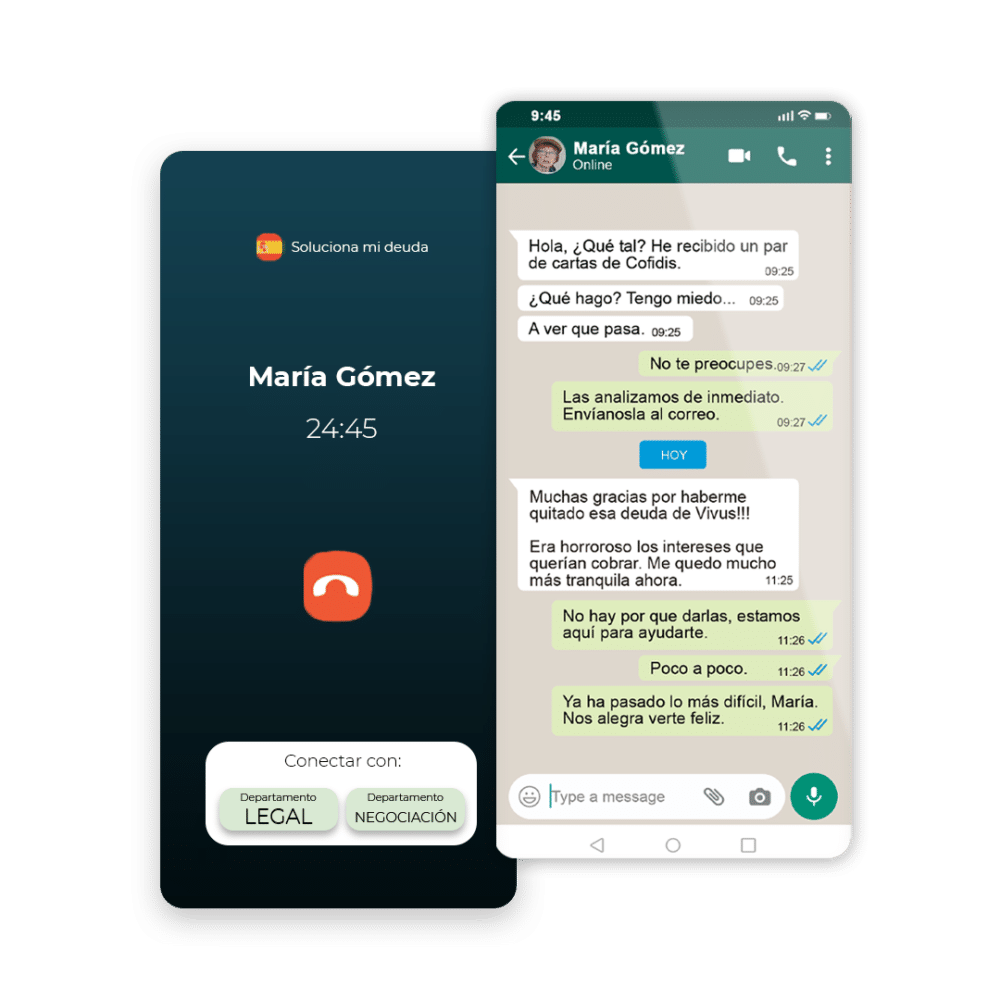 Soluciona mi deuda
María Gómez
24:45
Conectar con:
Departamento
LEGAL
Departamento
NEGOCIACIÓN
9:45
María Gómez
Online
Hola, ¿Qué tal? He recibido un par
de cartas de Cofidis.
09:25
¿Qué hago? Tengo miedo... 09:25
A ver que pasa. 09:25
No te preocupes. 09:27
Las analizamos de inmediato.
Envíanosla al correo.
09:27
HOY
Muchas gracias por haberme
quitado esa deuda de Vivus!!!
Era horroroso los intereses que
querían cobrar. Me quedo mucho
más tranquila ahora.
11:25
No hay por que darlas, estamos
aquí para ayudarte.
11:26
Poco a poco. 11:26
Ya ha pasado lo más difícil, María.
Nos alegra verte feliz.
11:26
Type a message